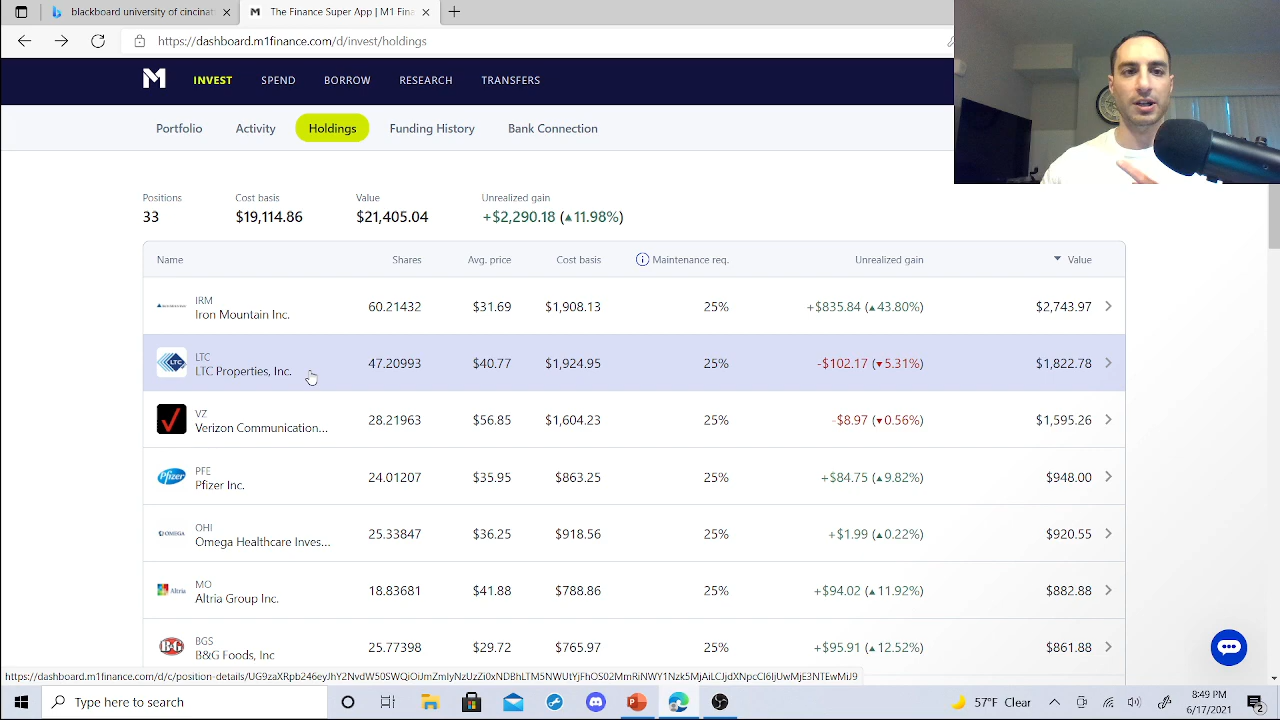 blackboard university of cincinat
The Finance Super App | M1 Fina
https://dashboard.m1finance.com/d/invest/holdings
INVEST SPEND BORROW RESEARCH TRANSFERS
Portfolio Activity Holdings Funding History Bank Connection
Positions Cost basis Value Unrealized gain
33 $19,114.86 $21,405.04 +$2,290.18 (▲11.98%)
Name Shares Avg. price Cost basis Maintenance req. Unrealized gain Value
IRM
Iron Mountain Inc. 60.21432 $31.69 $1,908.13 25% +$835.84 (▲43.80%) $2,743.97
LTC
LTC
LTC Properties, Inc. 47.20993 $40.77 $1,924.95 25% -$102.17 (▼5.31%) $1,822.78
VZ
Verizon Communication... 28.21963 $56.85 $1,604.23 25% -$8.97 (▼0.56%) $1,595.26
Pfizer
PFE
Pfizer Inc. 24.01207 $35.95 $863.25 25% +$84.75 (▲9.82%) $948.00
OMEGA
OHI
Omega Healthcare Inves... 25.33847 $36.25 $918.56 25% +$1.99 (▲0.22%) $920.55
Altria
MO
Altria Group Inc. 18.83681 $41.88 $788.86 25% +$94.02 (▲11.92%) $882.88
B&G
BGS
B&G Foods, Inc 25.77398 $29.72 $765.97 25% +$95.91 (▲12.52%) $861.88
Type here to search
57°F Clear
8:49 PM
6/17/2021
2